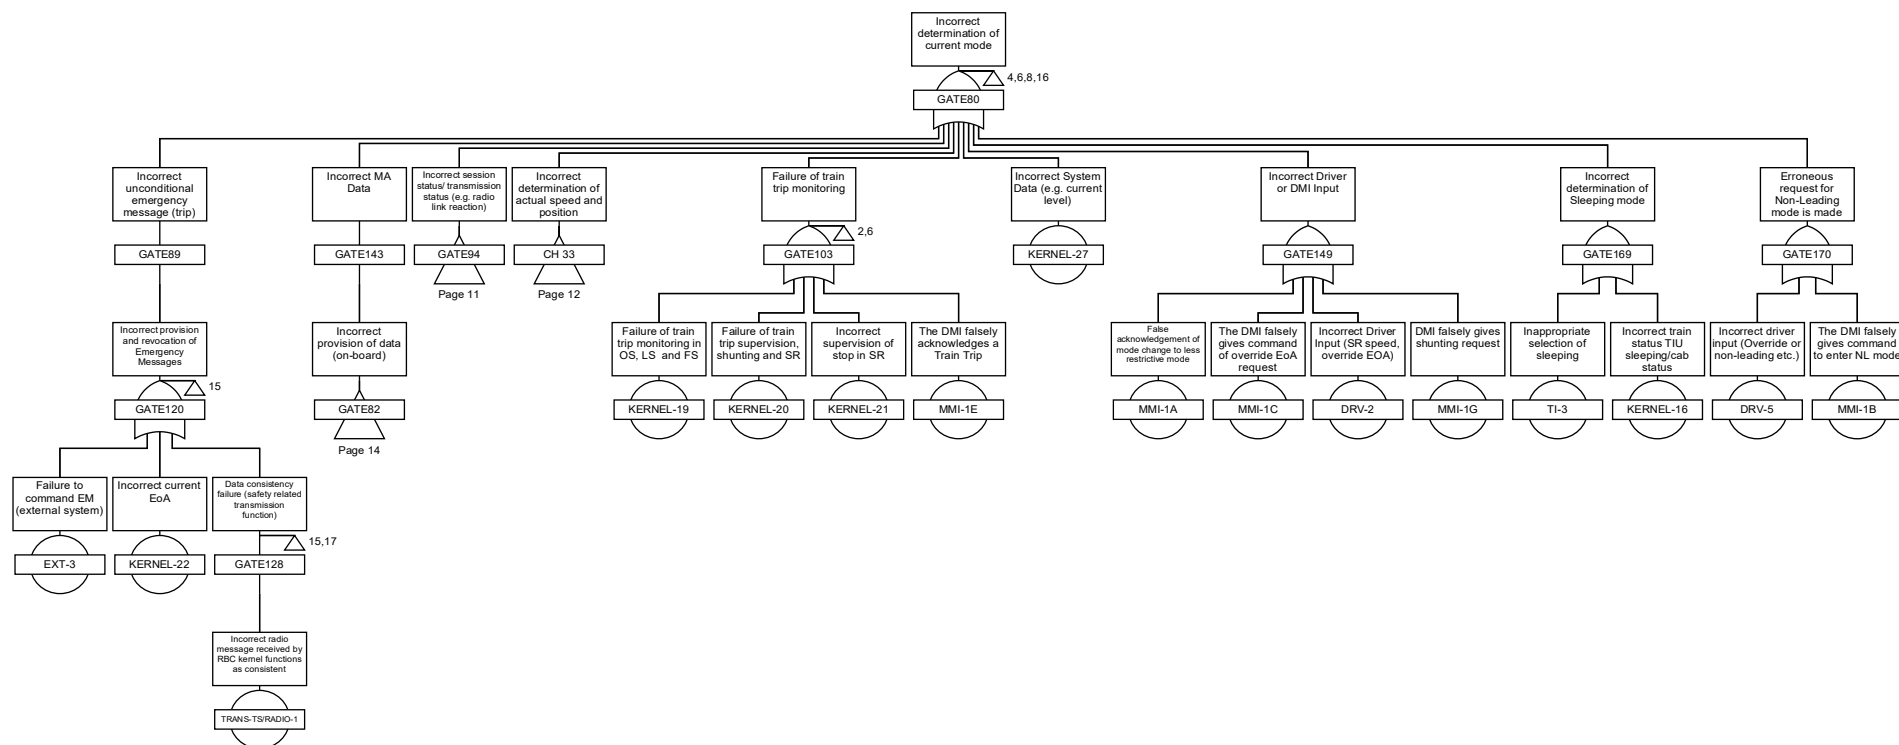 Incorrect
determination of
current mode
4,6,8,16
GATE80
Incorrect
unconditional
emergency
message (trip)
GATE89
Incorrect MA
Data
GATE143
Incorrect session
status/ transmission
status (e.g. radio
link reaction)
GATE94
Page 11
Incorrect
determination of
actual speed and
position
CH 33
Page 12
Failure of train
trip monitoring
2,6
GATE103
Incorrect System
Data (e.g. current
level)
KERNEL-27
Incorrect Driver
or DMI Input
GATE149
Incorrect
determination of
Sleeping mode
GATE169
Erroneous
request for
Non-Leading
mode is made
GATE170
Incorrect provision
and revocation of
Emergency
Messages
15
GATE120
Incorrect
provision of data
(on-board)
GATE82
Page 14
Failure of train
trip monitoring in
OS, LS and FS
KERNEL-19
Failure of train
trip supervision,
shunting and SR
KERNEL-20
Incorrect
supervision of
stop in SR
KERNEL-21
The DMI falsely
acknowledges a
Train Trip
MMI-1E
False
acknowledgement of
mode change to less
restrictive mode
MMI-1A
The DMI falsely
gives command
of override EoA
request
MMI-1C
Incorrect Driver
Input (SR speed,
override EOA)
DRV-2
DMI falsely gives
shunting request
MMI-1G
Inappropriate
selection of
sleeping
TI-3
Incorrect train
status TIU
sleeping/cab
status
KERNEL-16
Incorrect driver
input (Override or
non-leading etc.)
DRV-5
The DMI falsely
gives command
to enter NL mode
MMI-1B
Failure to
command EM
(external system)
EXT-3
Incorrect current
EoA
KERNEL-22
Data consistency
failure (safety related
transmission
function)
15,17
GATE128
Incorrect radio
message received by
RBC kernel functions
as consistent
TRANS-TS/RADIO-1